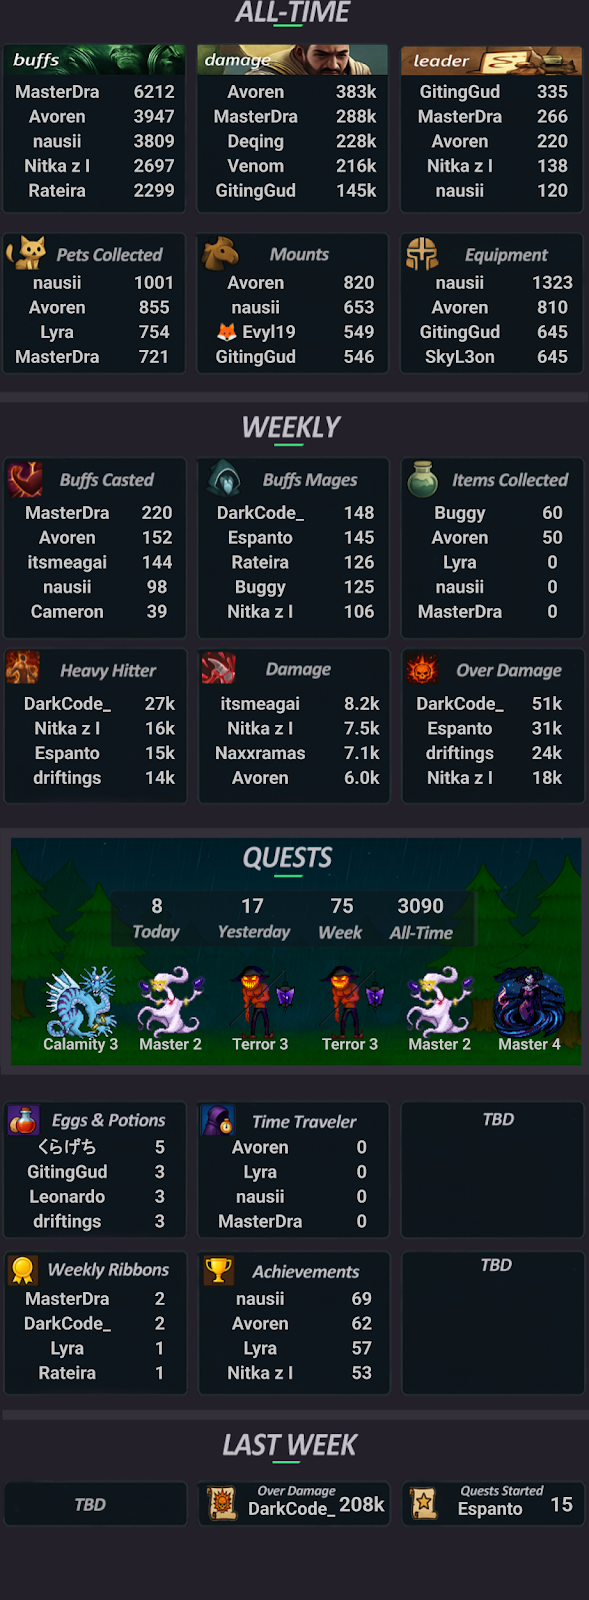 ALL-TIME
buffs
MasterDra 6212
Avoren 3947
nausii 3809
Nitka z l 2697
Rateira 2299
damage
Avoren 383k
MasterDra 288k
Deqing 228k
Venom 216k
GitingGud 145k
leader
GitingGud 335
MasterDra 266
Avoren 220
Nitka z l 138
nausii 120
Pets Collected
nausii 1001
Avoren 855
Lyra 754
MasterDra 721
Mounts
Avoren 820
nausii 653
🦊 Evyl19 549
GitingGud 546
Equipment
nausii 1323
Avoren 810
GitingGud 645
SkyL3on 645
WEEKLY
Buffs Casted
MasterDra 220
Avoren 152
itsmeagai 144
nausii 98
Cameron 39
Buffs Mages
DarkCode_ 148
Espanto 145
Rateira 126
Buggy 125
Nitka z l 106
Items Collected
Buggy 60
Avoren 50
Lyra 0
nausii 0
MasterDra 0
Heavy Hitter
DarkCode_ 27k
Nitka z l 16k
Espanto 15k
driftings 14k
Damage
itsmeagai 8.2k
Nitka z l 7.5k
Naxxramas 7.1k
Avoren 6.0k
Over Damage
DarkCode_ 51k
Espanto 31k
driftings 24k
Nitka z l 18k
QUESTS
8 17 75 3090
Today Yesterday Week All-Time
Calamity 3 Master 2 Terror 3 Terror 3 Master 2 Master 4
Eggs & Potions
くらげち 5
GitingGud 3
Leonardo 3
driftings 3
Time Traveler
Avoren 0
Lyra 0
nausii 0
MasterDra 0
TBD
Weekly Ribbons
MasterDra 2
DarkCode_ 2
Lyra 1
Rateira 1
Achievements
nausii 69
Avoren 62
Lyra 57
Nitka z l 53
TBD
LAST WEEK
TBD
Over Damage
DarkCode_ 208k
Quests Started
Espanto 15